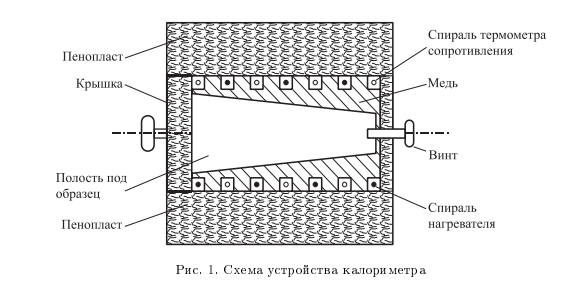 Пенопласт
Крышка
Полость под
образец
Пенопласт
Спираль термометра
сопротивления
Медь
Винт
Спираль
нагревателя
Рис. 1. Схема устройства калориметра